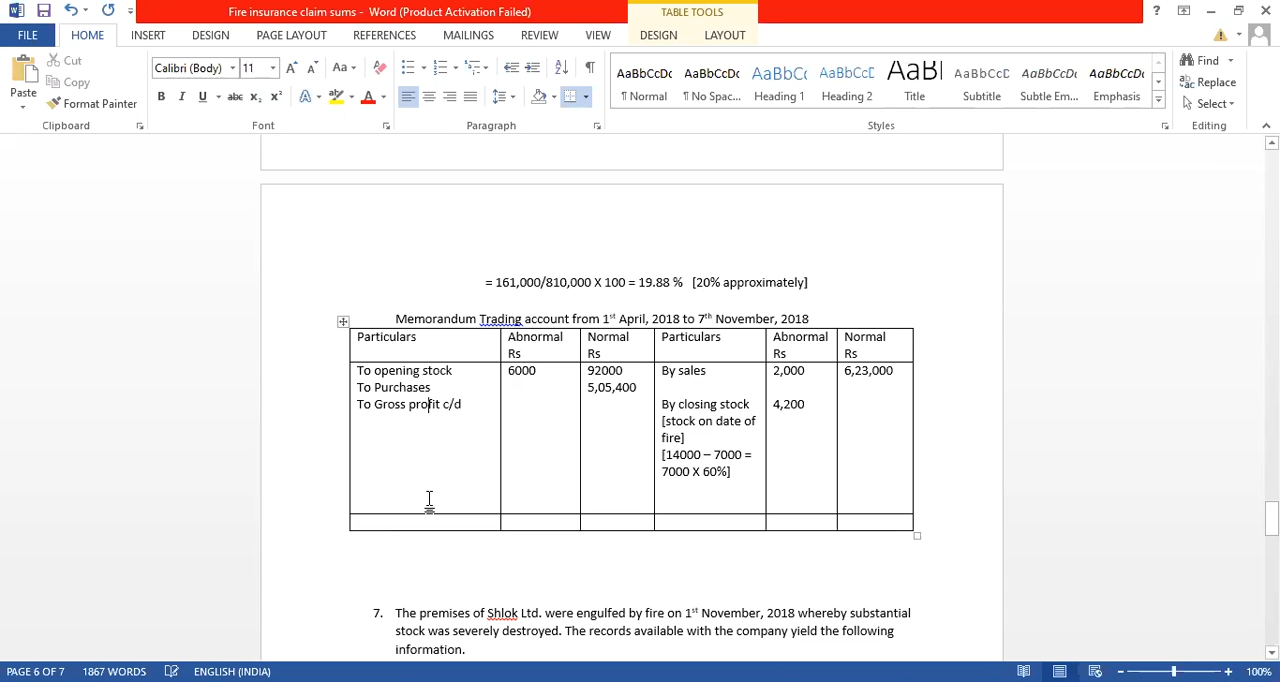 Fire insurance claim sums - Word (Product Activation Failed)
TABLE TOOLS
FILE HOME INSERT DESIGN PAGE LAYOUT REFERENCES MAILINGS REVIEW VIEW DESIGN LAYOUT
Paste
Cut
Copy
Format Painter
Clipboard
Calibri (Body) 11
Font
Paragraph
AaBbCcDc AaBbCcDc AaBbCc AaBbCcD AaBl AaBbCcD AaBbCcDc AaBbCcDc
¶ Normal ¶ No Spac... Heading 1 Heading 2 Title Subtitle Subtle Em... Emphasis
Styles
Find
Replace
Select
Editing
= 161,000/810,000 X 100 = 19.88 % [20% approximately]
Memorandum Trading account from 1st April, 2018 to 7th November, 2018
Particulars Abnormal Normal Particulars Abnormal Normal
Rs Rs Rs Rs
To opening stock 6000 92000 By sales 2,000 6,23,000
To Purchases 5,05,400
To Gross profit c/d By closing stock 4,200
[stock on date of
fire]
[14000 – 7000 =
7000 X 60%]
7. The premises of Shlok Ltd. were engulfed by fire on 1st November, 2018 whereby substantial
stock was severely destroyed. The records available with the company yield the following
information.
PAGE 6 OF 7 1867 WORDS ENGLISH (INDIA) 100%